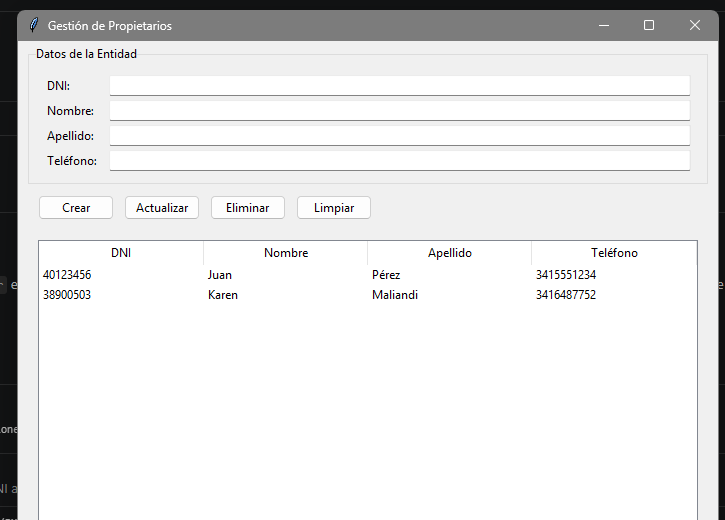 Gestión de Propietarios
Datos de la Entidad
DNI:
Nombre:
Apellido:
Teléfono:
Crear Actualizar Eliminar Limpiar
DNI Nombre Apellido Teléfono
40123456 Juan Pérez 3415551234
38900503 Karen Maliandi 3416487752